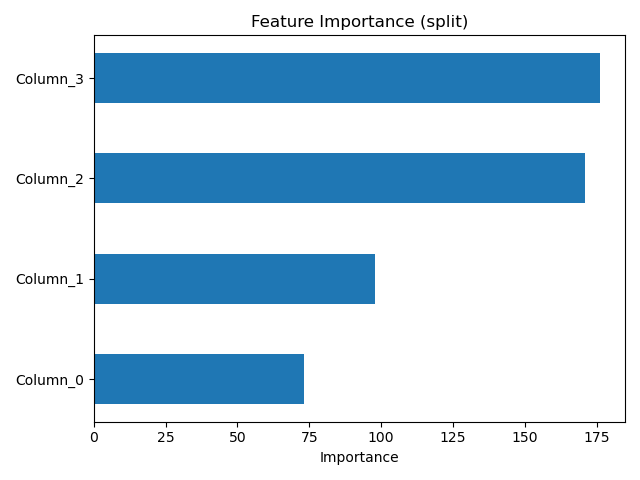 Feature Importance (split)
Column_3
Column_2
Column_1
Column_0
0 25 50 75 100 125 150 175
Importance